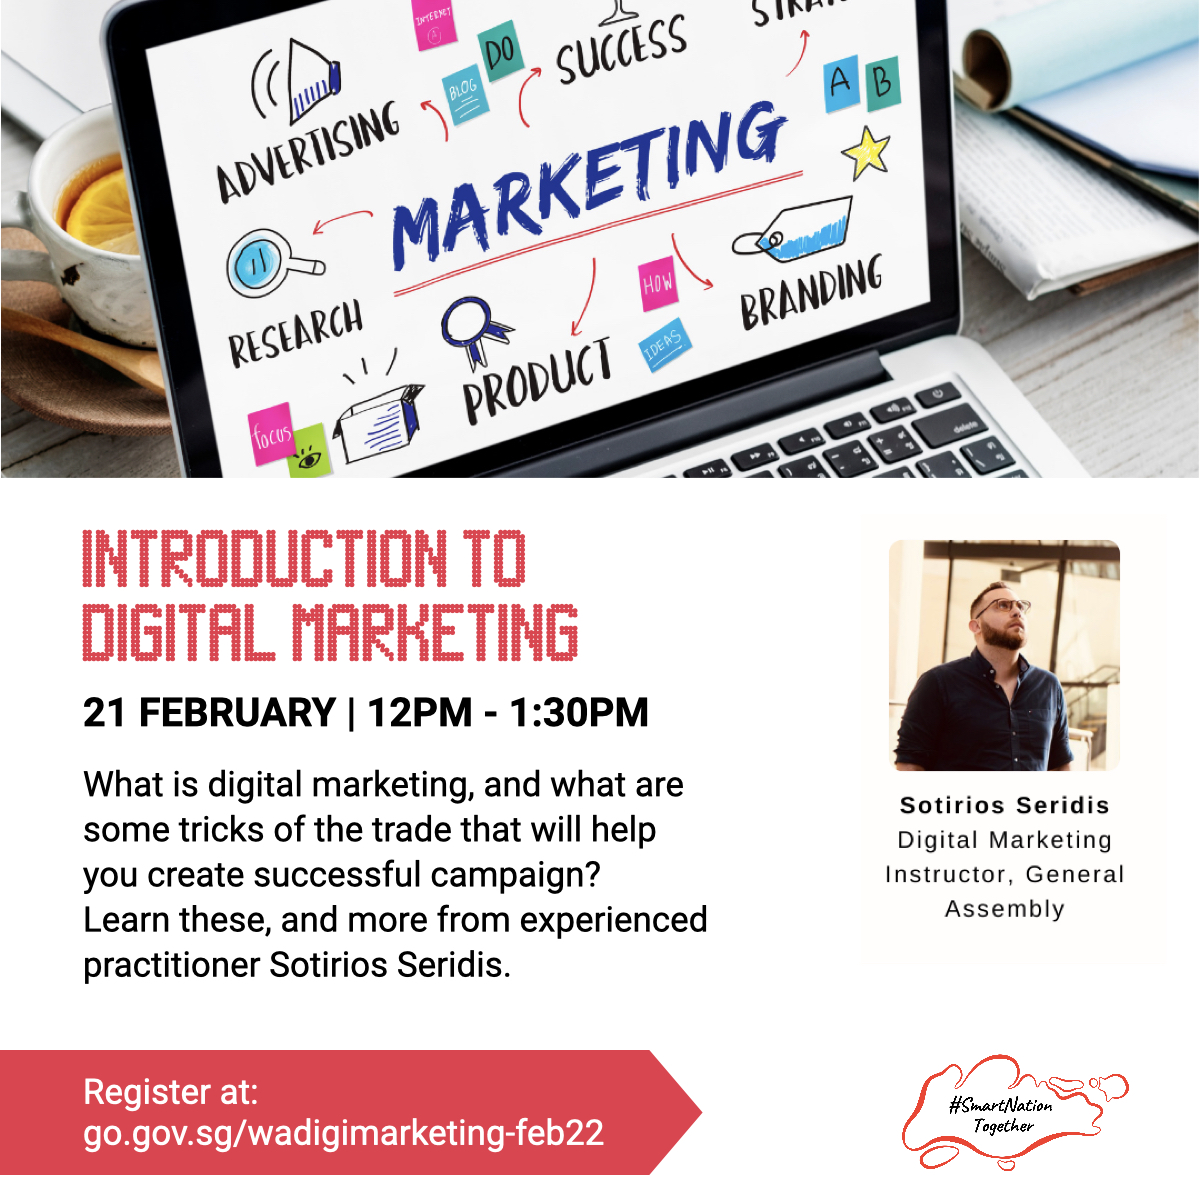 INTERNET
DO
SUCCESS
BLOG
ADVERTISING
A
B
MARKETING
HOW
BRANDING
RESEARCH
IDEAS
PRODUCT
focus
delete
INTRODUCTION TO
DIGITAL MARKETING
21 FEBRUARY | 12PM - 1:30PM
What is digital marketing, and what are
some tricks of the trade that will help
you create successful campaign?
Learn these, and more from experienced
practitioner Sotirios Seridis.
Sotirios Seridis
Digital Marketing
Instructor, General
Assembly
Register at:
go.gov.sg/wadigimarketing-feb22
#SmartNation
Together